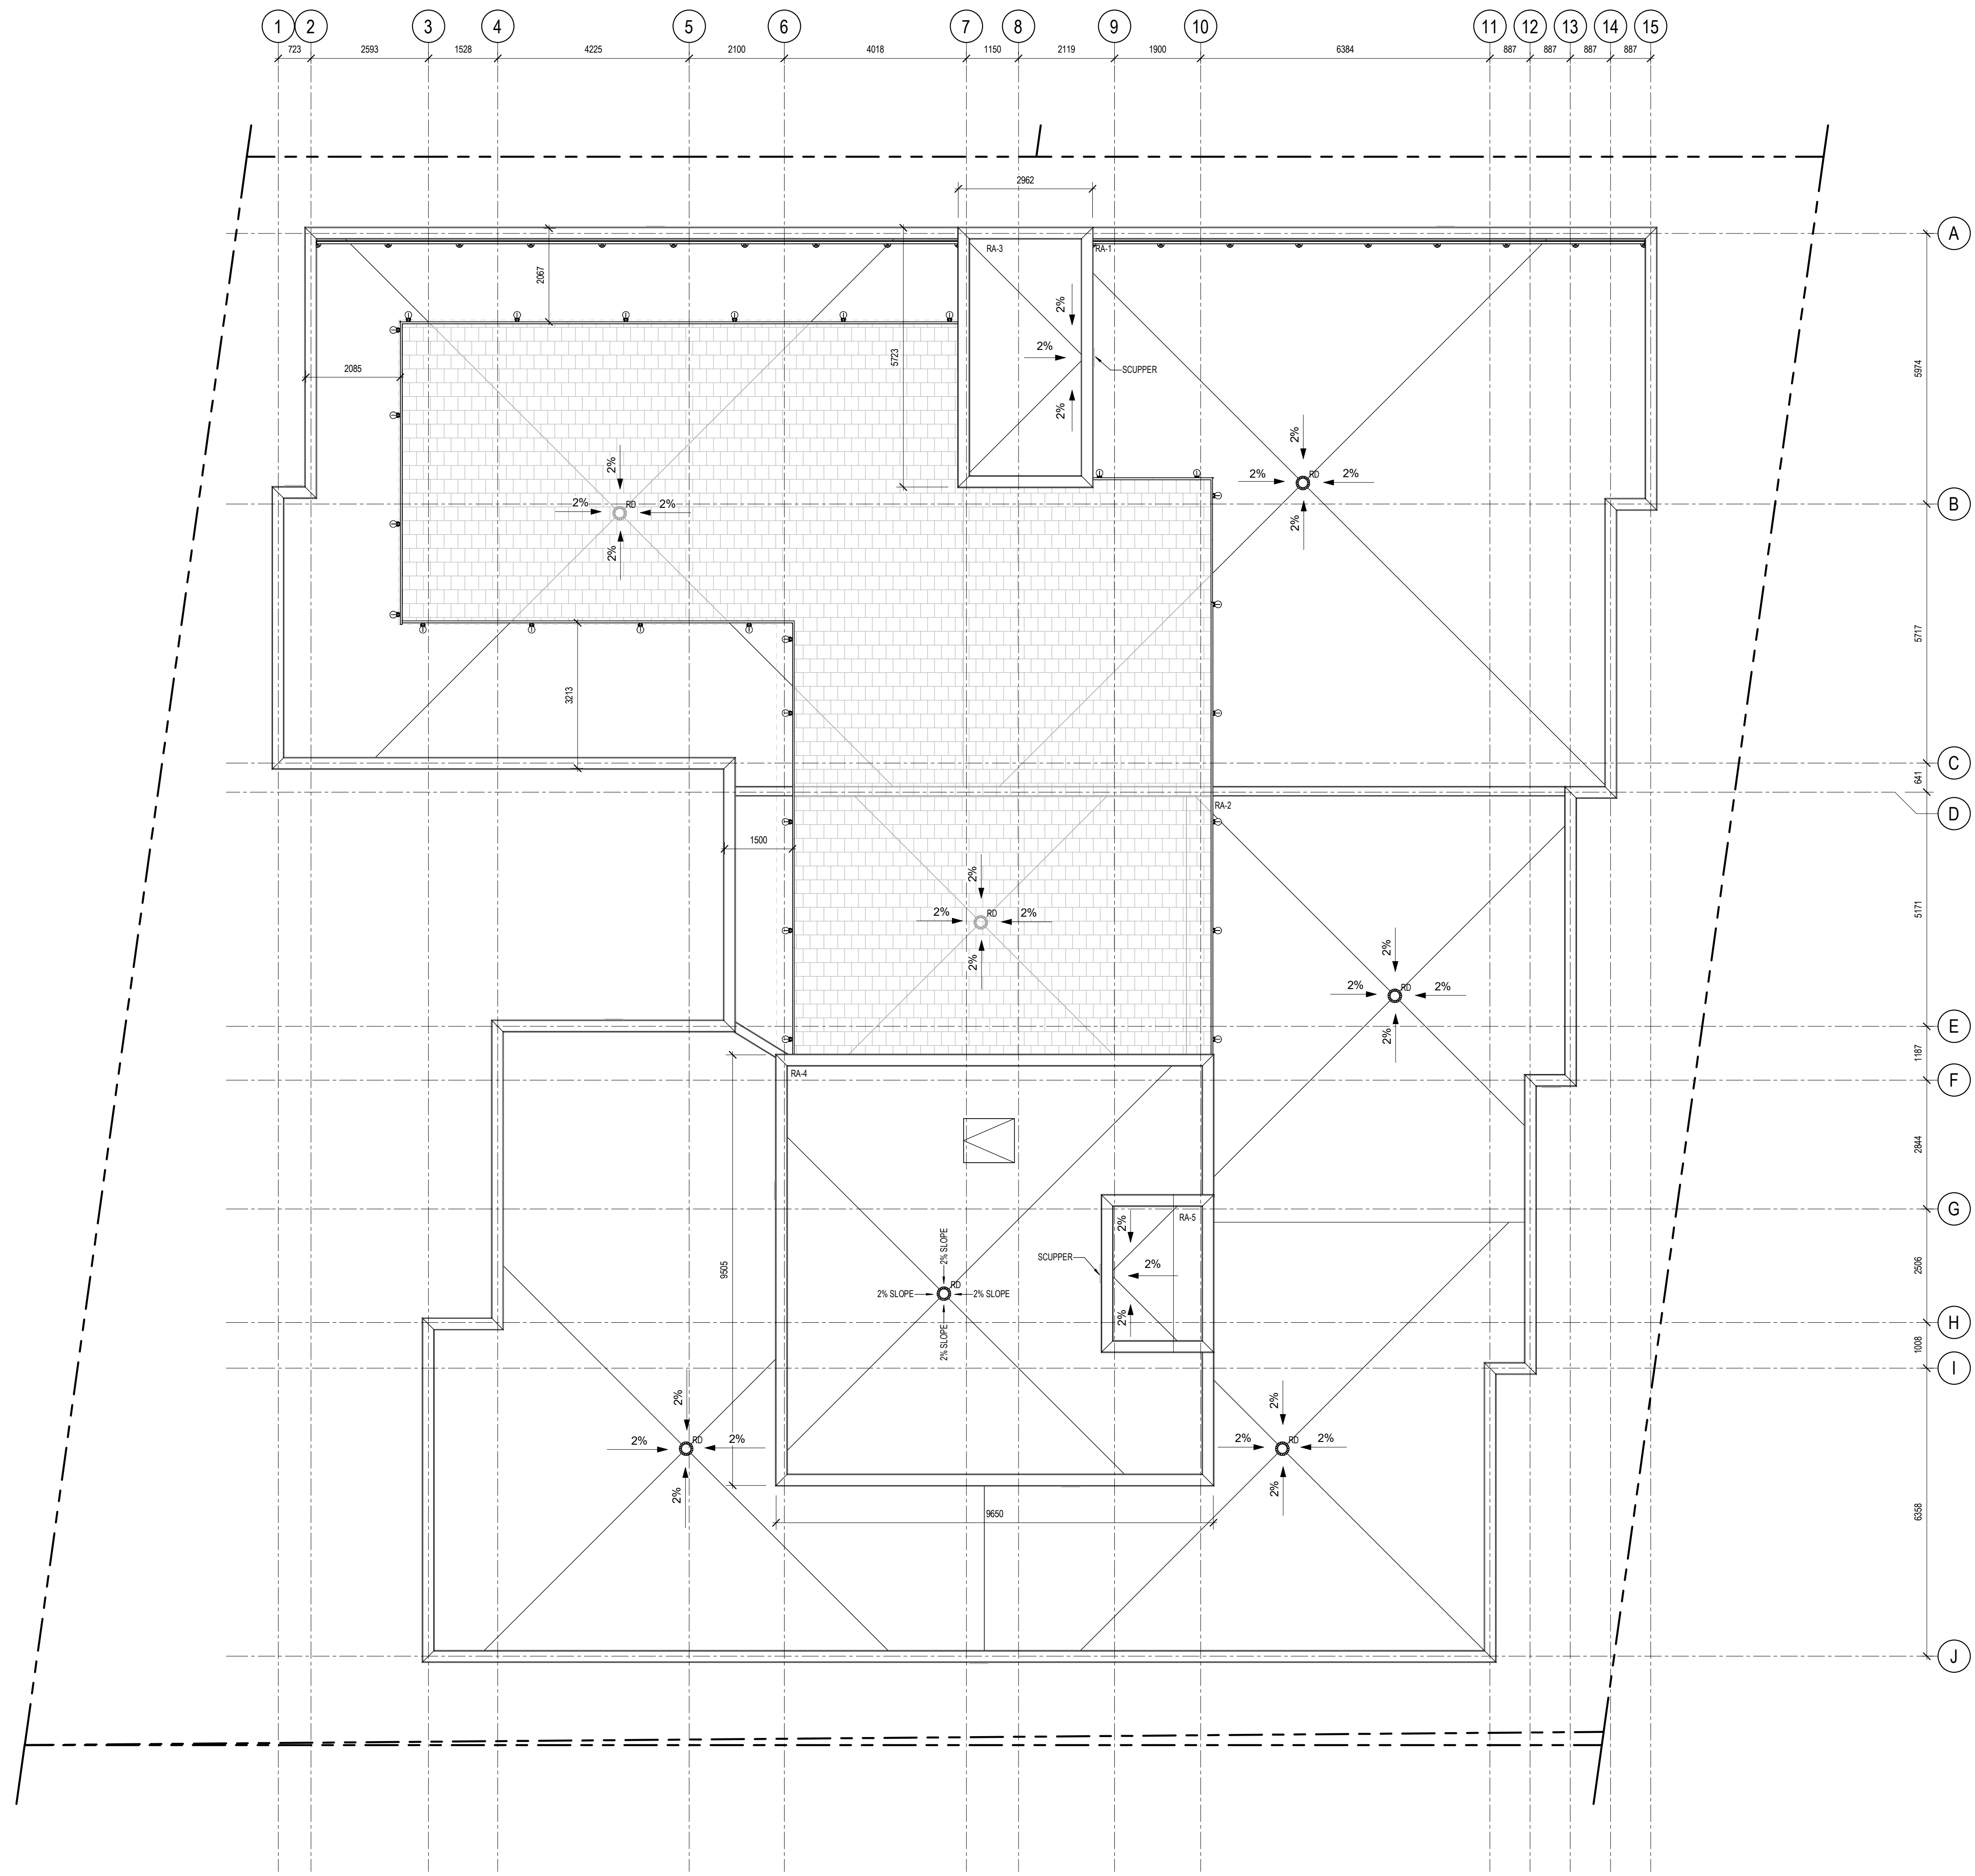 1 2 3 4 5 6 7 8 9 10 11 12 13 14 15
723 2593 1528 4225 2100 4018 1150 2119 1900 6384 887 887 887 887
2962
A
RA-3
RA-1
2067
2%
5974
2%
5723
SCUPPER
2085
2%
2%
2%
RD
2% 2%
2%
RD
2% 2%
B
2%
2%
5717
3213
C
641
RA-2
D
1500
2%
5171
RD
2% 2%
2%
2%
RD
2% 2%
E
2%
1187
RA-4
F
2844
G
RA-5
2%
2% SLOPE
SCUPPER
2%
9505
2506
RD
2% SLOPE 2% SLOPE
2%
H
2% SLOPE
1008
I
2%
2%
RD
2% 2%
RD
2% 2%
2%
2%
9650
6358
J